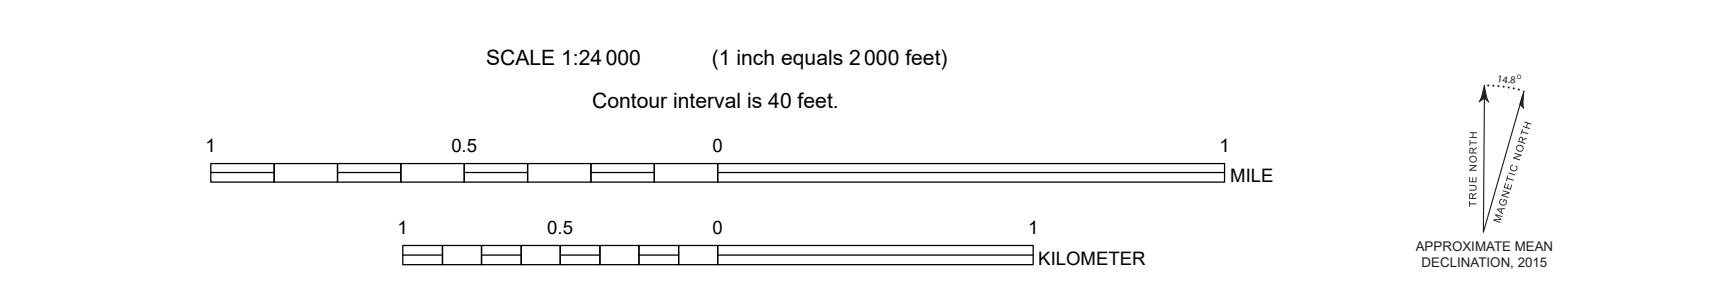 SCALE 1:24 000 (1 inch equals 2 000 feet)
Contour interval is 40 feet.
1 0.5 0 1
MILE
1 0.5 0 1
KILOMETER
14.8°
TRUE NORTH
MAGNETIC NORTH
APPROXIMATE MEAN
DECLINATION, 2015